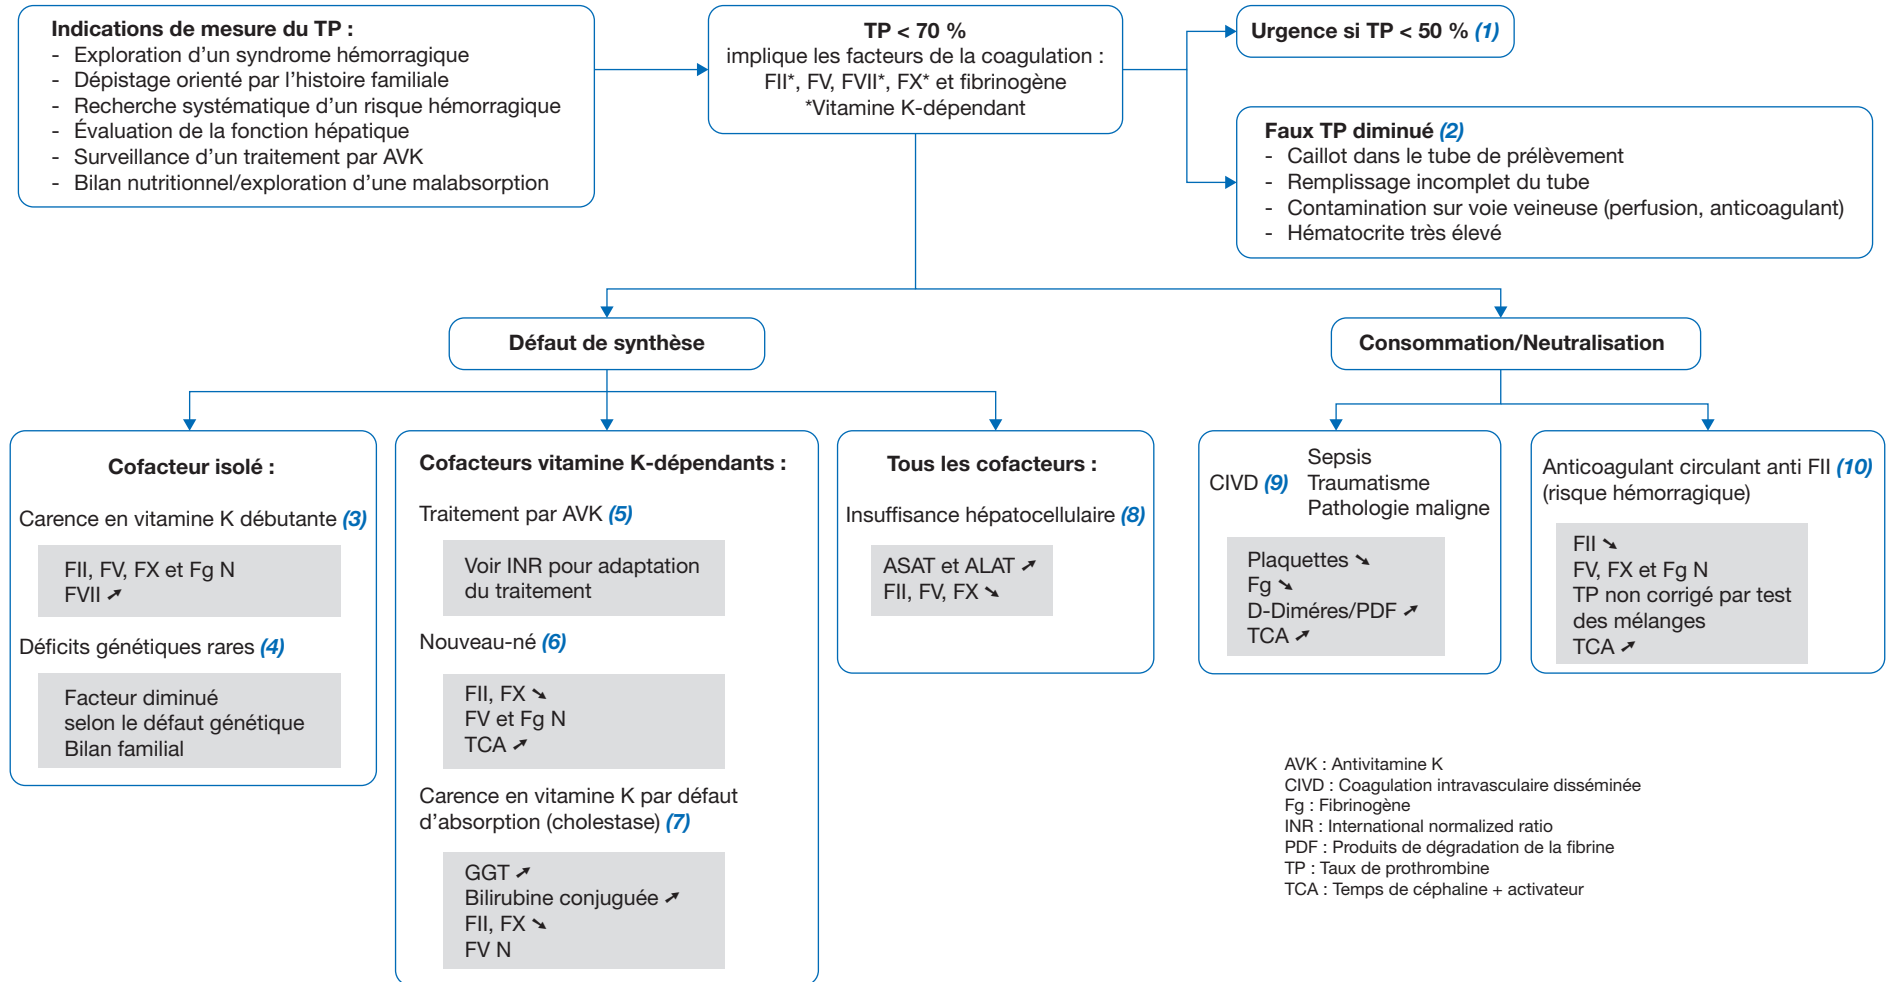 Indications de mesure du TP :
- Exploration d’un syndrome hémorragique
- Dépistage orienté par l’histoire familiale
- Recherche systématique d’un risque hémorragique
- Évaluation de la fonction hépatique
- Surveillance d’un traitement par AVK
- Bilan nutritionnel/exploration d’une malabsorption
TP < 70 %
implique les facteurs de la coagulation :
FII*, FV, FVII*, FX* et fibrinogène
*Vitamine K-dépendant
Urgence si TP < 50 % (1)
Faux TP diminué (2)
- Caillot dans le tube de prélèvement
- Remplissage incomplet du tube
- Contamination sur voie veineuse (perfusion, anticoagulant)
- Hématocrite très élevé
Défaut de synthèse
Consommation/Neutralisation
Cofacteur isolé :
Carence en vitamine K débutante (3)
FII, FV, FX et Fg N
FVII ➚
Déficits génétiques rares (4)
Facteur diminué
selon le défaut génétique
Bilan familial
Cofacteurs vitamine K-dépendants :
Traitement par AVK (5)
Voir INR pour adaptation
du traitement
Nouveau-né (6)
FII, FX ➘
FV et Fg N
TCA ➚
Carence en vitamine K par défaut
d’absorption (cholestase) (7)
GGT ➚
Bilirubine conjuguée ➚
FII, FX ➘
FV N
Tous les cofacteurs :
Insuffisance hépatocellulaire (8)
ASAT et ALAT ➚
FII, FV, FX ➘
CIVD (9)
Sepsis
Traumatisme
Pathologie maligne
Plaquettes ➘
Fg ➘
D-Diméres/PDF ➚
TCA ➚
Anticoagulant circulant anti FII (10)
(risque hémorragique)
FII ➘
FV, FX et Fg N
TP non corrigé par test
des mélanges
TCA ➚
AVK : Antivitamine K
CIVD : Coagulation intravasculaire disséminée
Fg : Fibrinogène
INR : International normalized ratio
PDF : Produits de dégradation de la fibrine
TP : Taux de prothrombine
TCA : Temps de céphaline + activateur